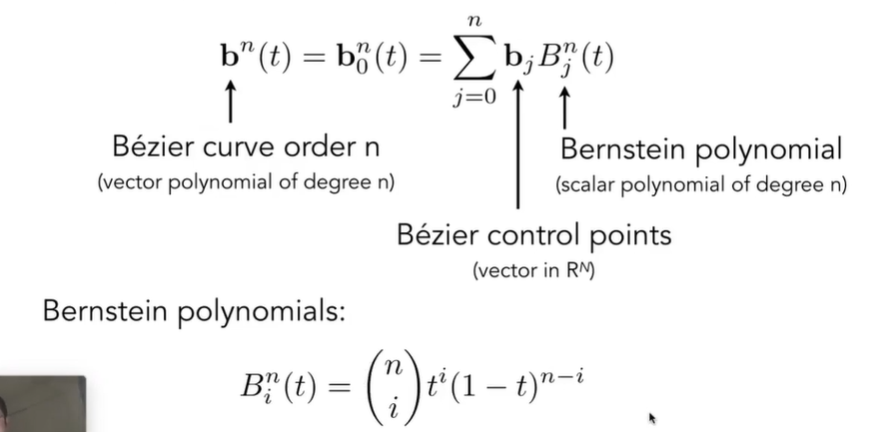 b^n(t) = b_0^n(t) = \sum_{j=0}^{n} b_j B_j^n(t)
Bézier curve order n
(vector polynomial of degree n)
Bernstein polynomial
(scalar polynomial of degree n)
Bézier control points
(vector in R^N)
Bernstein polynomials:
B_i^n(t) = \binom{n}{i} t^i (1 − t)^{n−i}